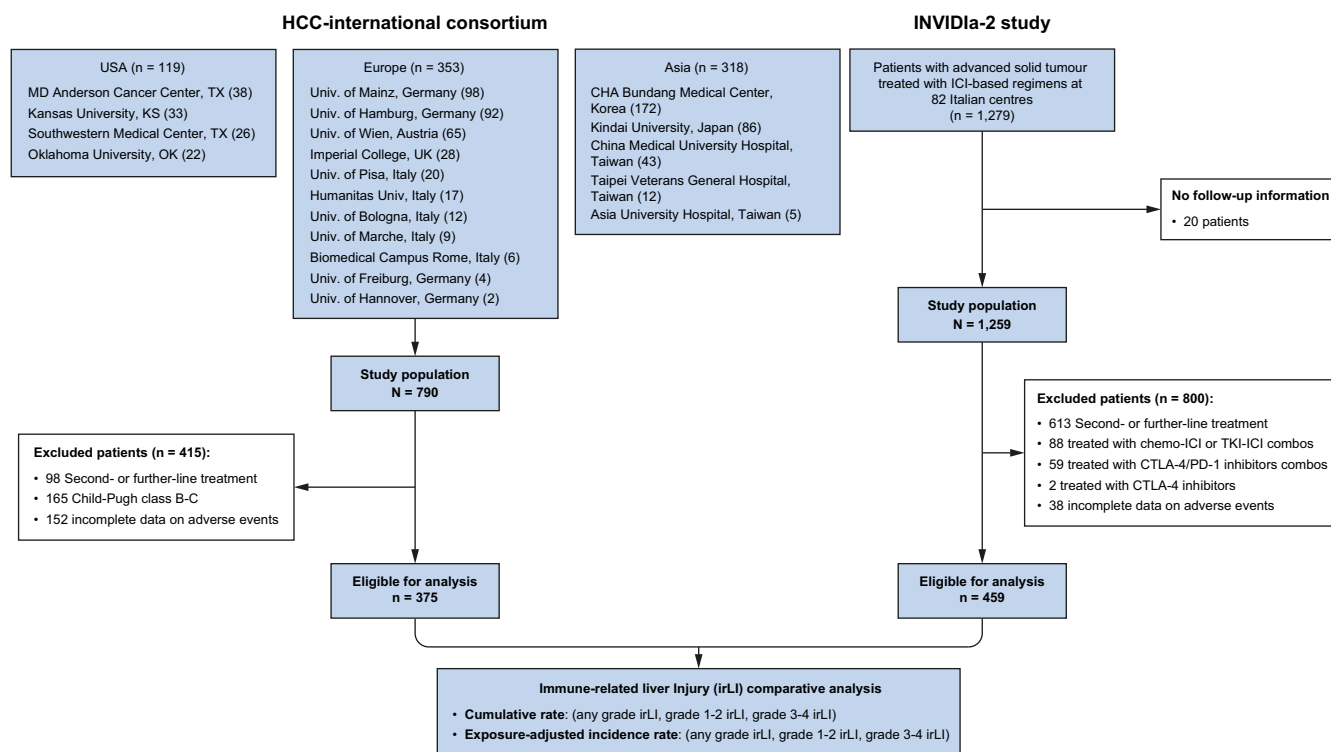 HCC-international consortium
USA (n = 119)
MD Anderson Cancer Center, TX (38)
Kansas University, KS (33)
Southwestern Medical Center, TX (26)
Oklahoma University, OK (22)
Europe (n = 353)
Univ. of Mainz, Germany (98)
Univ. of Hamburg, Germany (92)
Univ. of Wien, Austria (65)
Imperial College, UK (28)
Univ. of Pisa, Italy (20)
Humanitas Univ, Italy (17)
Univ. of Bologna, Italy (12)
Univ. of Marche, Italy (9)
Biomedical Campus Rome, Italy (6)
Univ. of Freiburg, Germany (4)
Univ. of Hannover, Germany (2)
Asia (n = 318)
CHA Bundang Medical Center,
Korea (172)
Kindai University, Japan (86)
China Medical University Hospital,
Taiwan (43)
Taipei Veterans General Hospital,
Taiwan (12)
Asia University Hospital, Taiwan (5)
Study population
N = 790
Excluded patients (n = 415):
• 98 Second- or further-line treatment
• 165 Child-Pugh class B-C
• 152 incomplete data on adverse events
Eligible for analysis
n = 375
INVIDIa-2 study
Patients with advanced solid tumour
treated with ICI-based regimens at
82 Italian centres
(n = 1,279)
No follow-up information
• 20 patients
Study population
N = 1,259
Excluded patients (n = 800):
• 613 Second- or further-line treatment
• 88 treated with chemo-ICI or TKI-ICI combos
• 59 treated with CTLA-4/PD-1 inhibitors combos
• 2 treated with CTLA-4 inhibitors
• 38 incomplete data on adverse events
Eligible for analysis
n = 459
Immune-related liver Injury (irLI) comparative analysis
• Cumulative rate: (any grade irLI, grade 1-2 irLI, grade 3-4 irLI)
• Exposure-adjusted incidence rate: (any grade irLI, grade 1-2 irLI, grade 3-4 irLI)